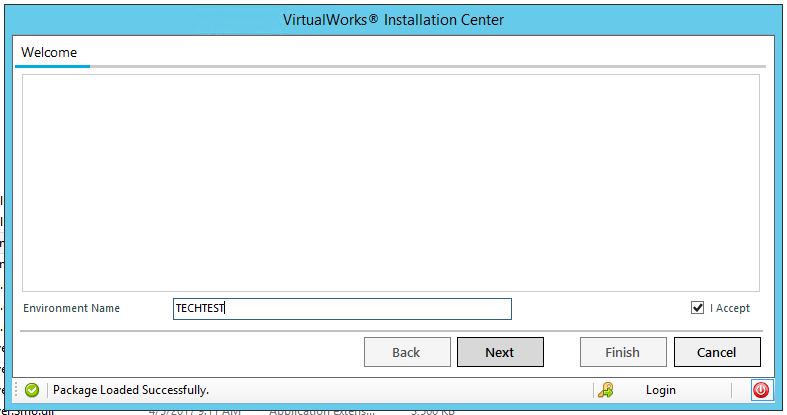 VirtualWorks® Installation Center
Welcome
Environment Name
TECHTEST
I Accept
Back
Next
Finish
Cancel
Package Loaded Successfully.
Login